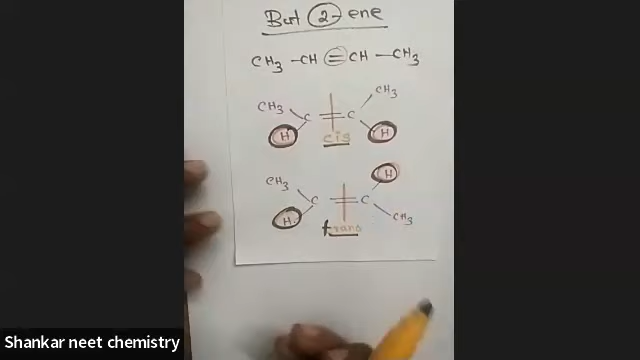 But 2-ene
CH3 -CH = CH -CH3
CH3 CH3
C = C
H H
cis
CH3 H
C = C
H CH3
trans
Shankar neet chemistry